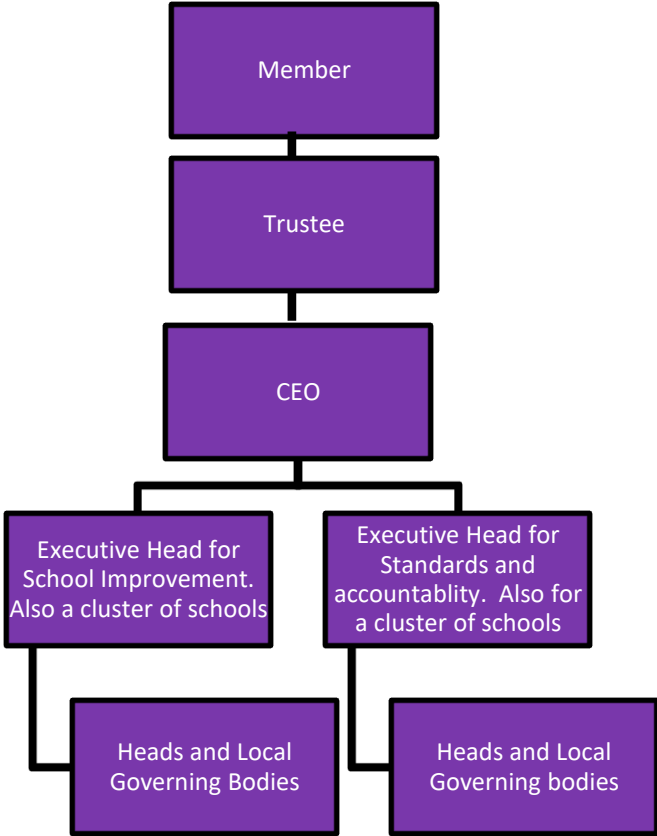 Member
Trustee
CEO
Executive Head for
School Improvement.
Also a cluster of schools
Executive Head for
Standards and
accountablity.  Also for
a cluster of schools
Heads and Local
Governing Bodies
Heads and Local
Governing bodies